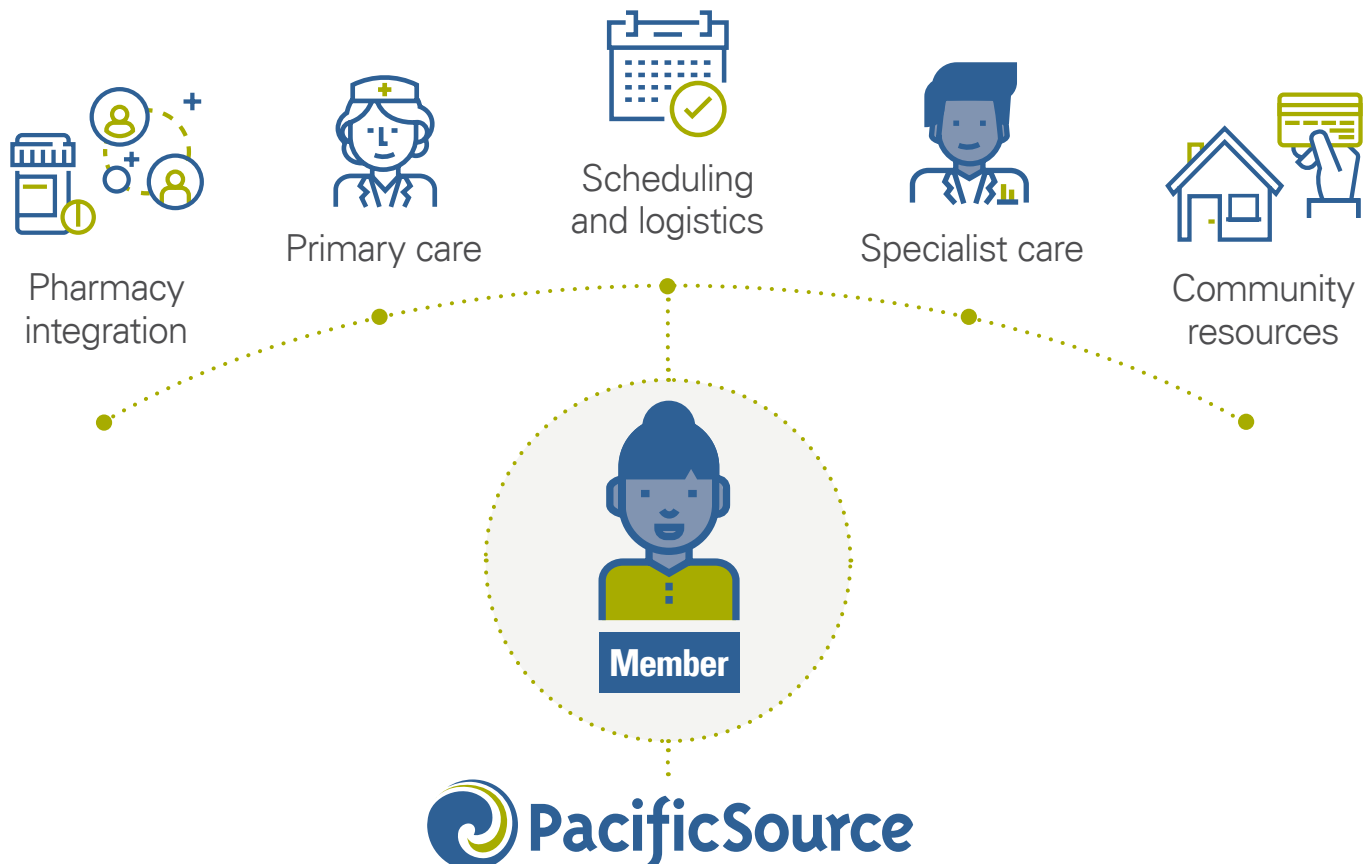 Pharmacy
integration
Primary care
Scheduling
and logistics
Specialist care
Community
resources
Member
PacificSource